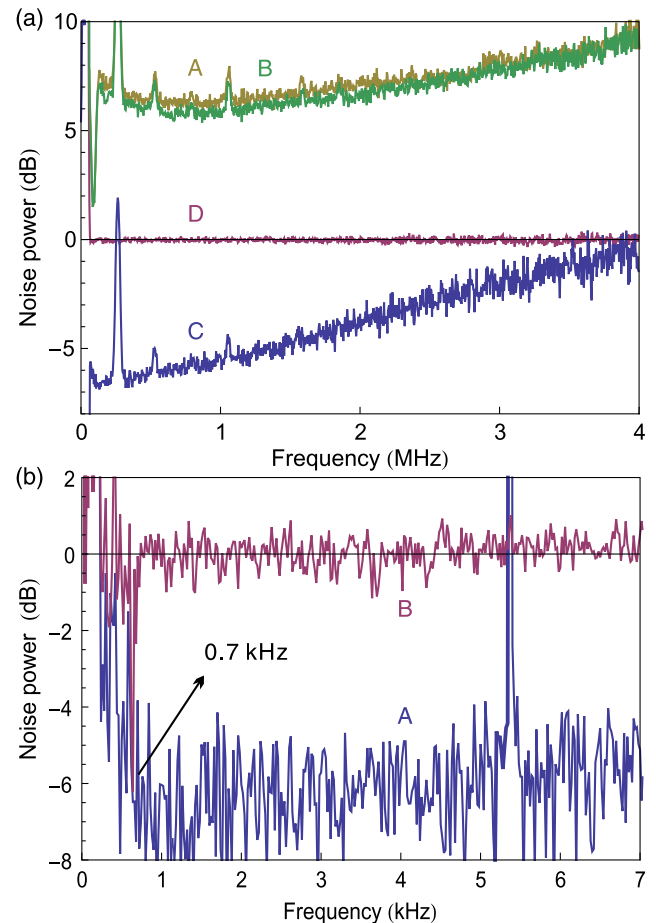 (a)
10
5
0
−5
Noise power (dB)
A
B
D
C
0
1
2
3
4
Frequency (MHz)
(b)
2
0
−2
−4
−6
−8
Noise power (dB)
B
0.7 kHz
A
0
1
2
3
4
5
6
7
Frequency (kHz)